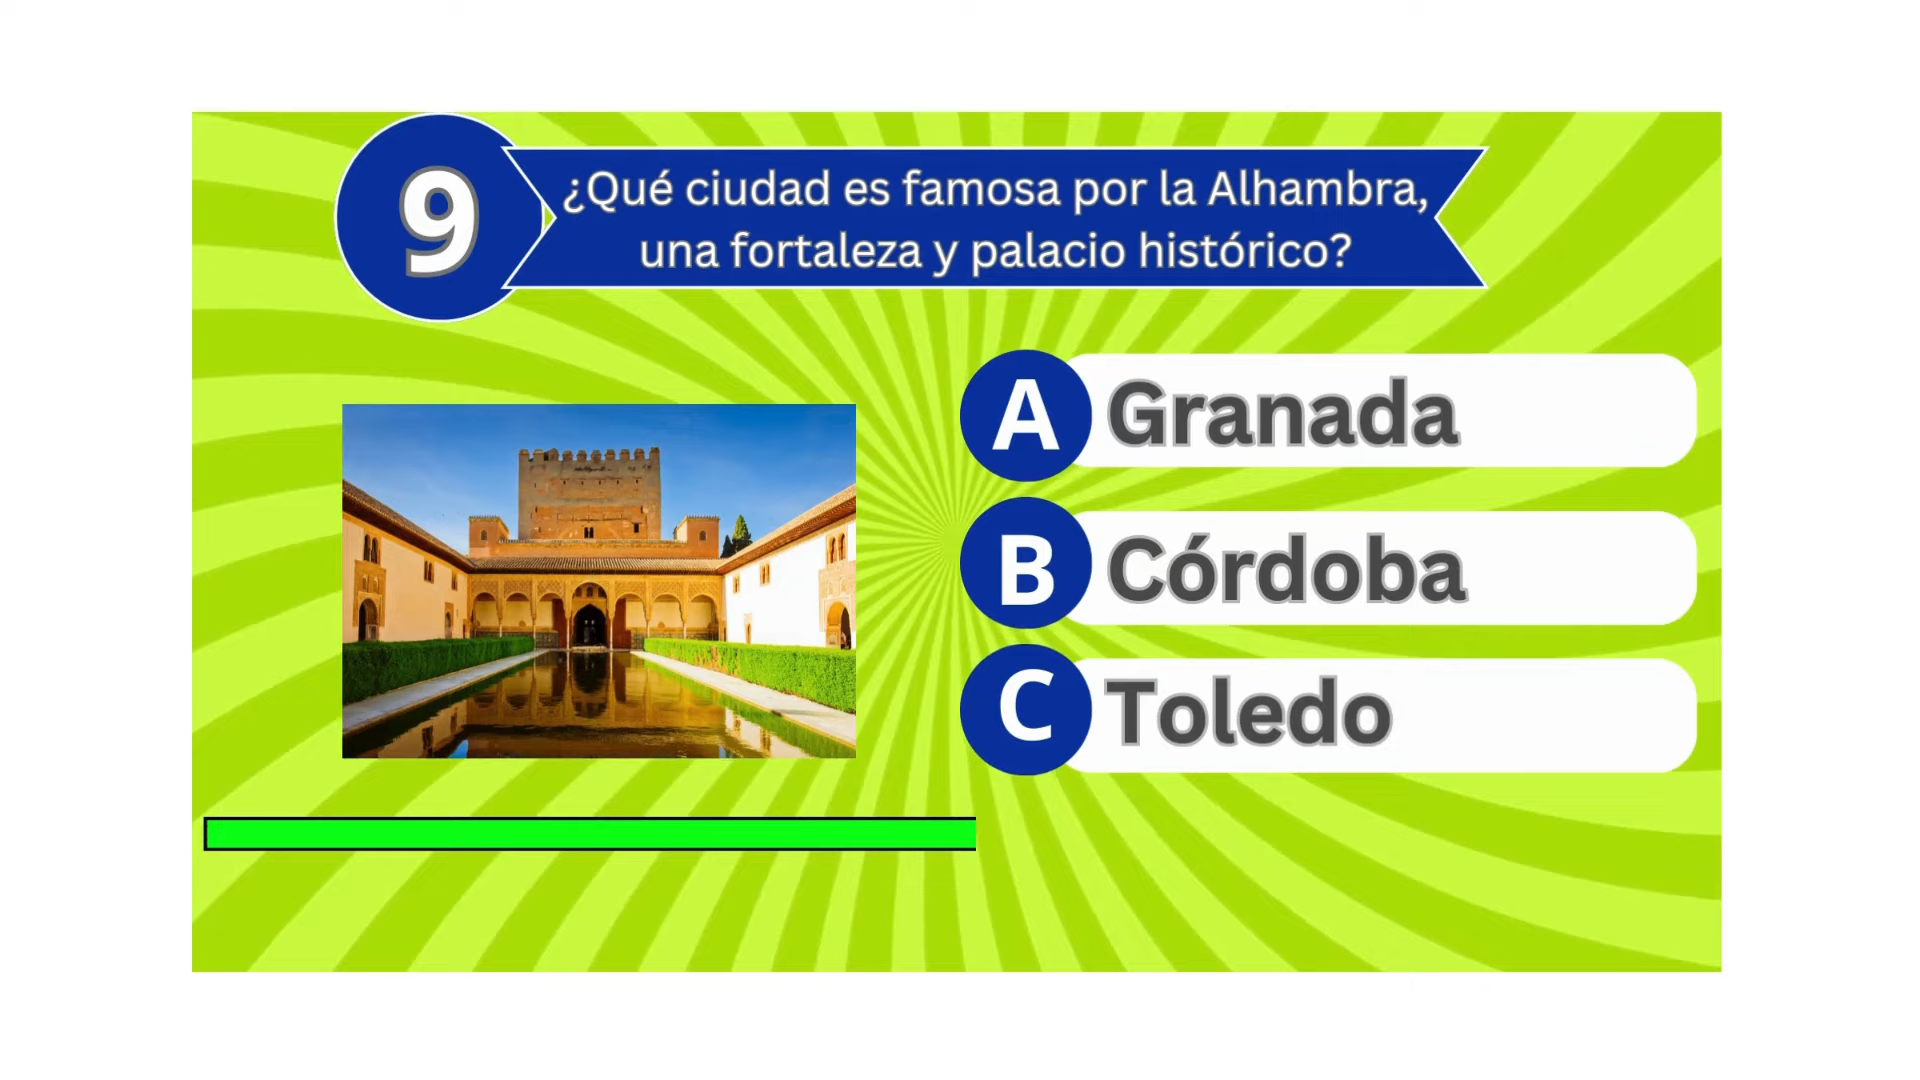 9
¿Qué ciudad es famosa por la Alhambra,
una fortaleza y palacio histórico?
A Granada
B Córdoba
C Toledo